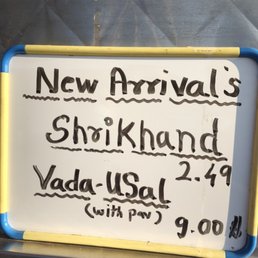 New Arrival's
Shrikhand
2.49
Vada-USal
(with pav)
9.00